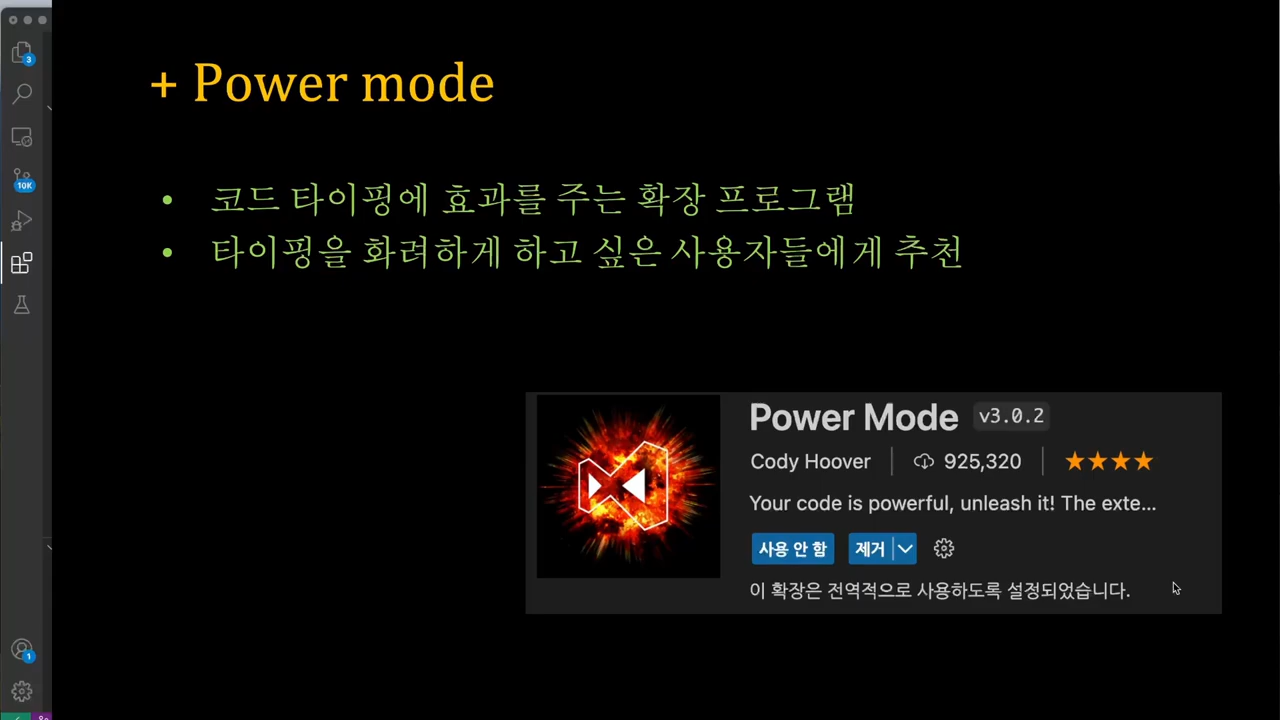 + Power mode
• 코드 타이핑에 효과를 주는 확장 프로그램
• 타이핑을 화려하게 하고 싶은 사용자들에게 추천
3
10K
Power Mode v3.0.2
Cody Hoover 925,320
Your code is powerful, unleash it! The exte...
사용 안 함 제거
이 확장은 전역적으로 사용하도록 설정되었습니다.
1